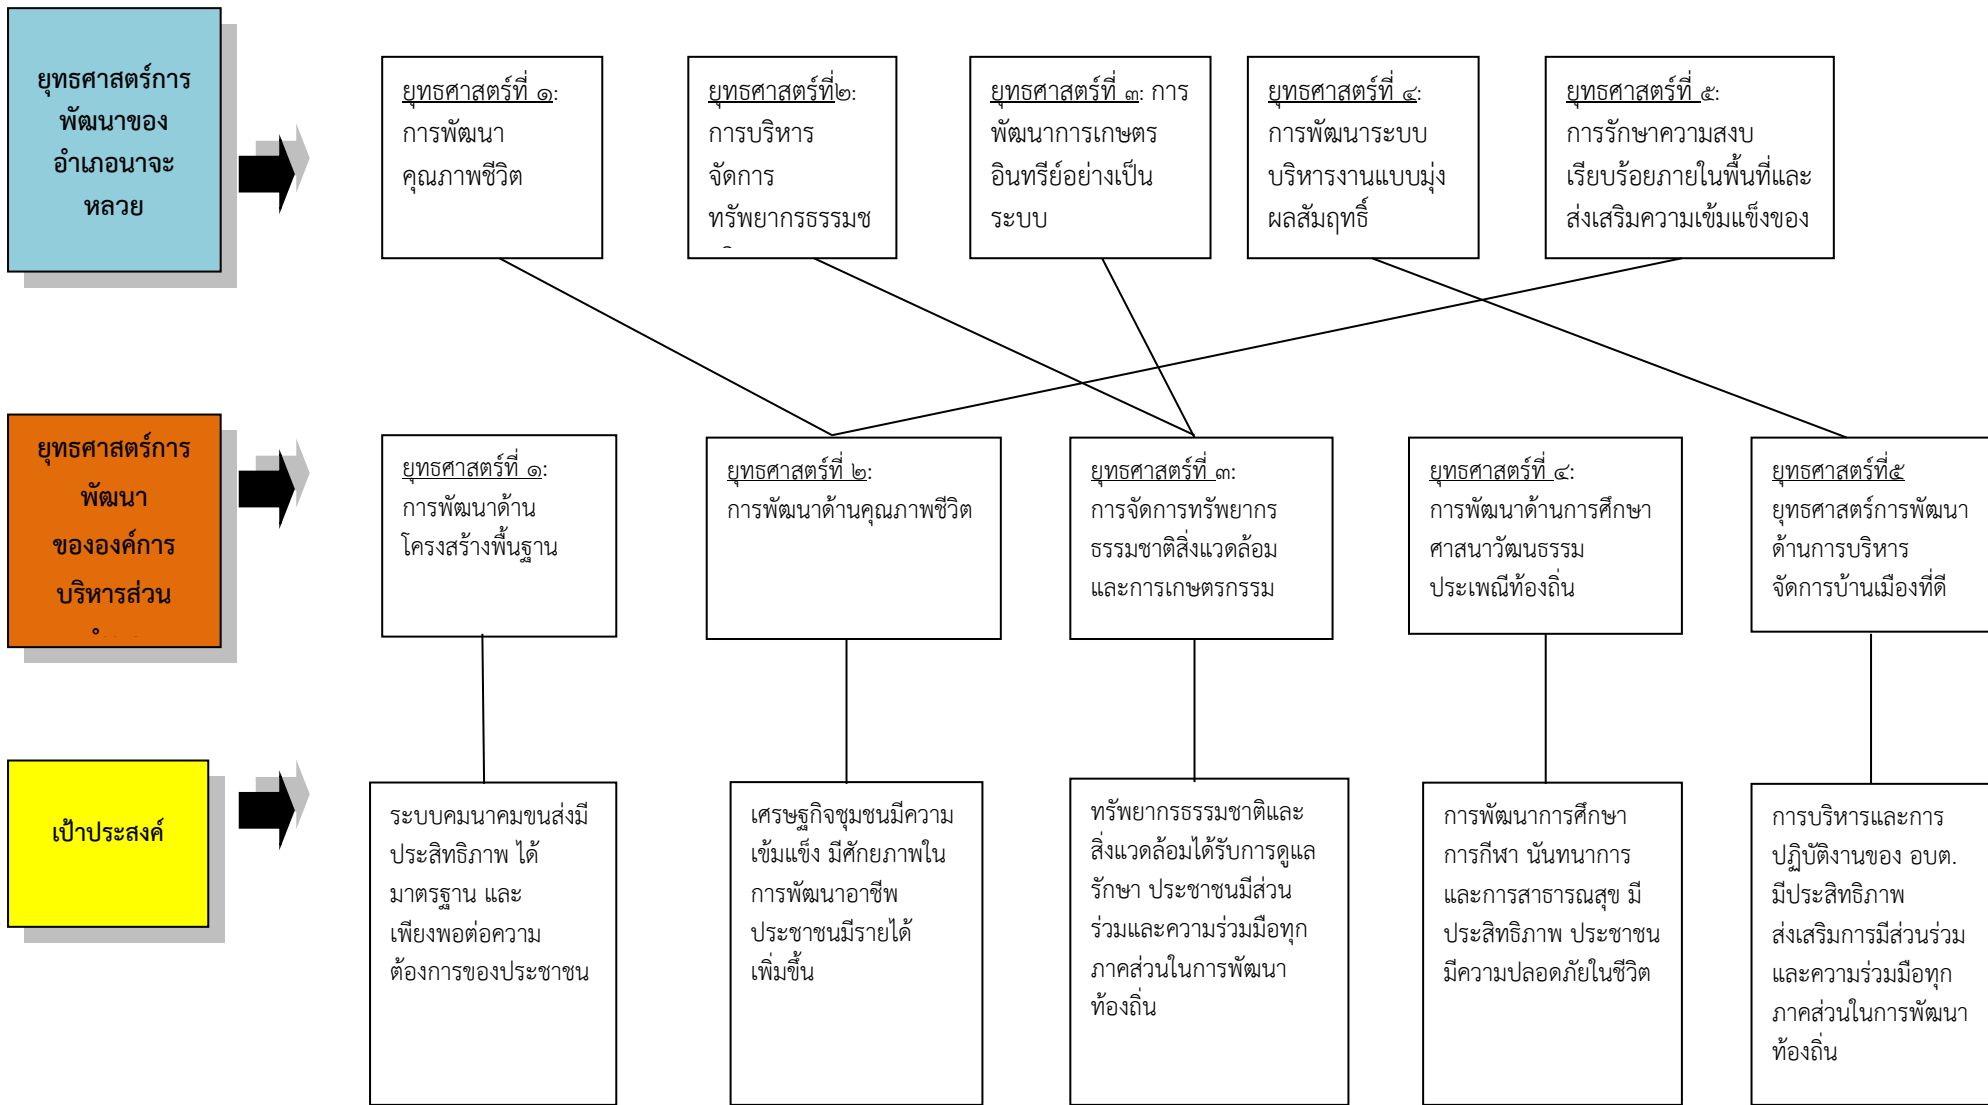 ยุทธศาสตร์การ
พัฒนาของ
อำเภอนาจะ
หลวย
ยุทธศาสตร์ที่ ๑:
การพัฒนา
คุณภาพชีวิต
ยุทธศาสตร์ที่๒:
การบริหาร
จัดการ
ทรัพยากรธรรมช
ยุทธศาสตร์ที่ ๓: การ
พัฒนาการเกษตร
อินทรีย์อย่างเป็น
ระบบ
ยุทธศาสตร์ที่ ๔:
การพัฒนาระบบ
บริหารงานแบบมุ่ง
ผลสัมฤทธิ์
ยุทธศาสตร์ที่ ๕:
การรักษาความสงบ
เรียบร้อยภายในพื้นที่และ
ส่งเสริมความเข้มแข็งของ
ยุทธศาสตร์การ
พัฒนา
ขององค์การ
บริหารส่วน
ยุทธศาสตร์ที่ ๑:
การพัฒนาด้าน
โครงสร้างพื้นฐาน
ยุทธศาสตร์ที่ ๒:
การพัฒนาด้านคุณภาพชีวิต
ยุทธศาสตร์ที่ ๓:
การจัดการทรัพยากร
ธรรมชาติสิ่งแวดล้อม
และการเกษตรกรรม
ยุทธศาสตร์ที่ ๔:
การพัฒนาด้านการศึกษา
ศาสนาวัฒนธรรม
ประเพณีท้องถิ่น
ยุทธศาสตร์ที่๕
ยุทธศาสตร์การพัฒนา
ด้านการบริหาร
จัดการบ้านเมืองที่ดี
เป้าประสงค์
ระบบคมนาคมขนส่งมี
ประสิทธิภาพ ได้
มาตรฐาน และ
เพียงพอต่อความ
ต้องการของประชาชน
เศรษฐกิจชุมชนมีความ
เข้มแข็ง มีศักยภาพใน
การพัฒนาอาชีพ
ประชาชนมีรายได้
เพิ่มขึ้น
ทรัพยากรธรรมชาติและ
สิ่งแวดล้อมได้รับการดูแล
รักษา ประชาชนมีส่วน
ร่วมและความร่วมมือทุก
ภาคส่วนในการพัฒนา
ท้องถิ่น
การพัฒนาการศึกษา
การกีฬา นันทนาการ
และการสาธารณสุข มี
ประสิทธิภาพ ประชาชน
มีความปลอดภัยในชีวิต
การบริหารและการ
ปฏิบัติงานของ อบต.
มีประสิทธิภาพ
ส่งเสริมการมีส่วนร่วม
และความร่วมมือทุก
ภาคส่วนในการพัฒนา
ท้องถิ่น